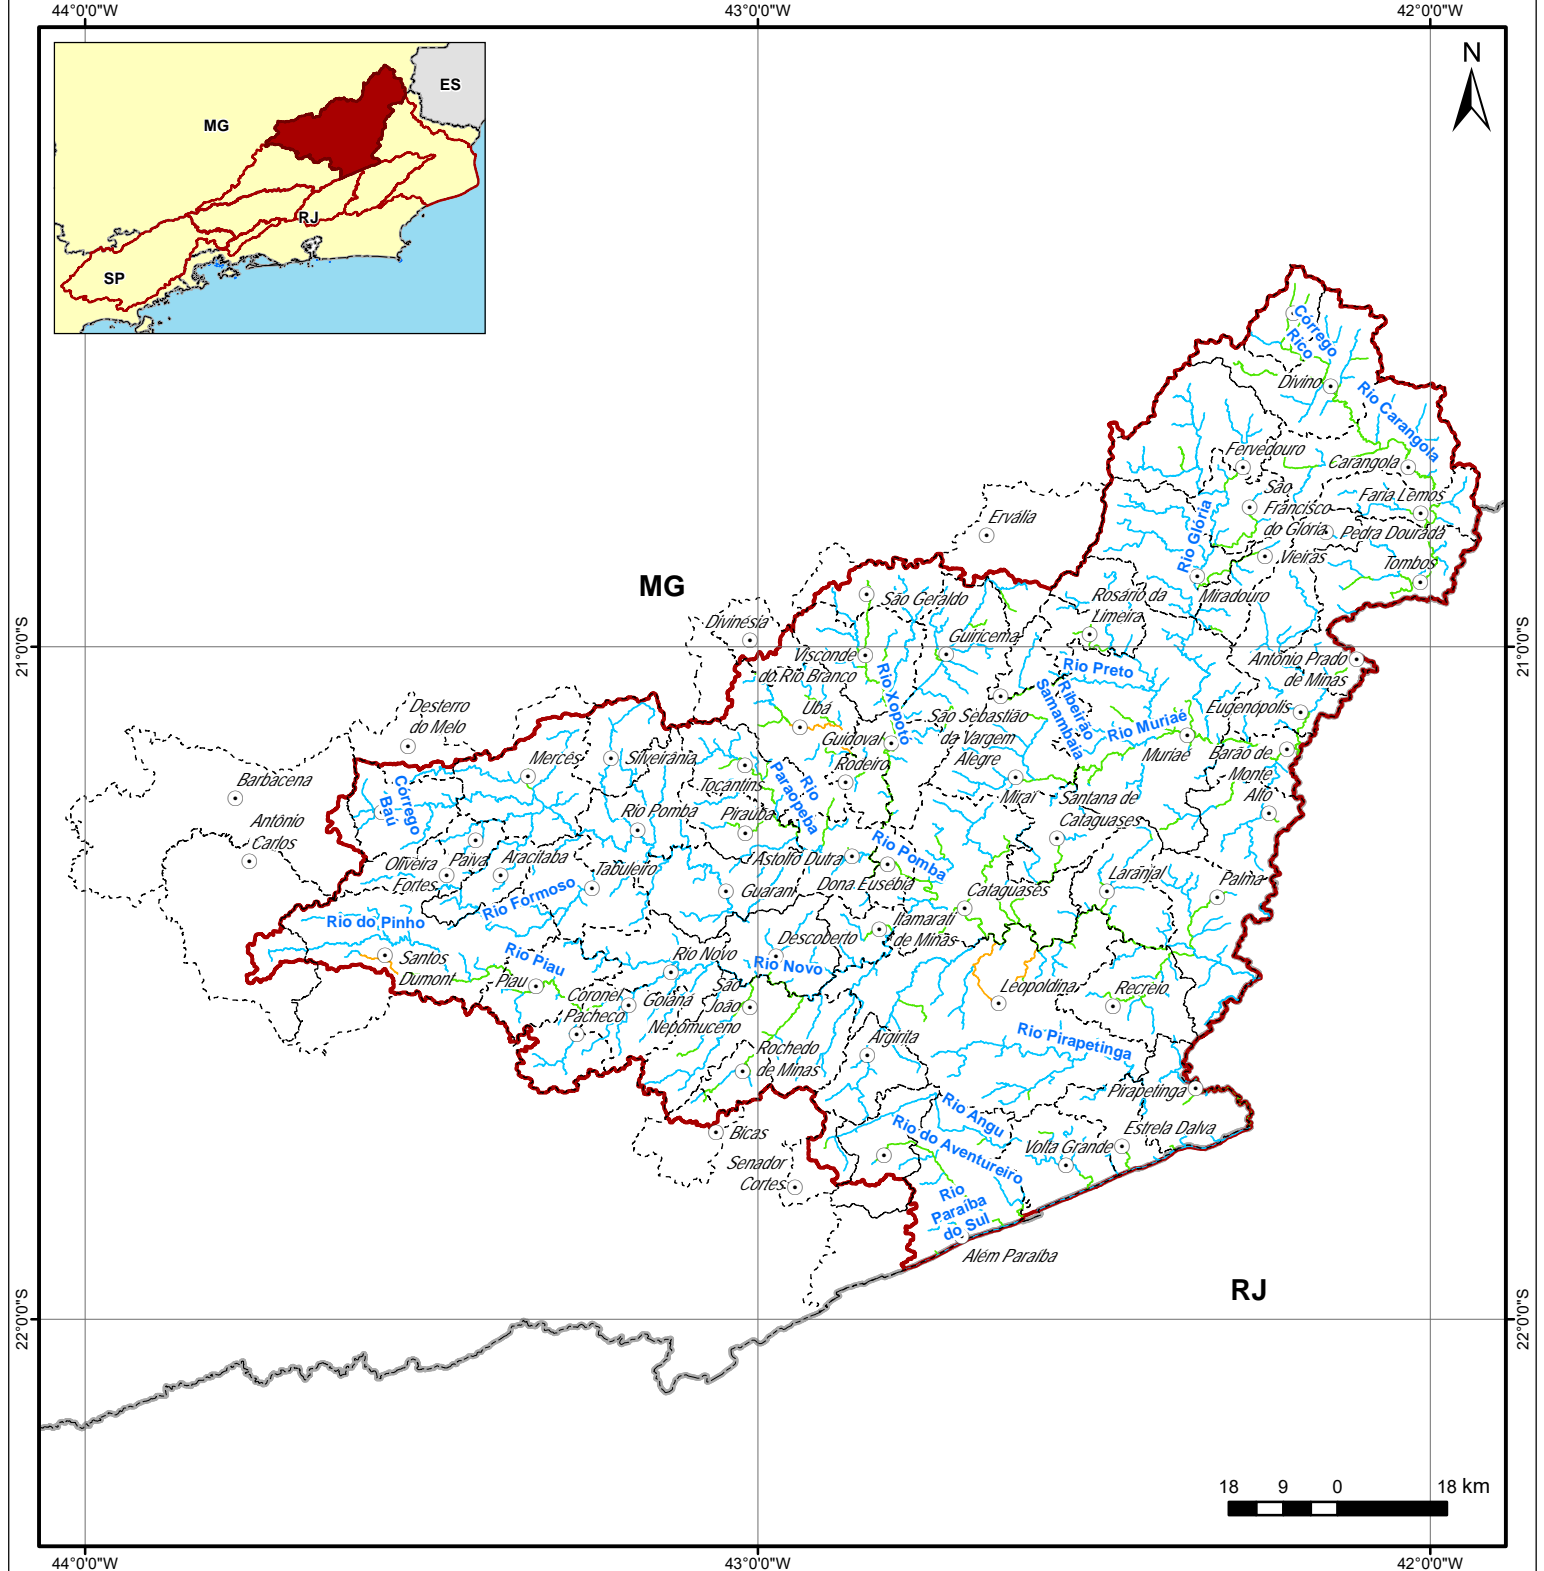 44°0'0"W
43°0'0"W
42°0'0"W
N
ES
MG
RJ
SP
Córrego
Rico
Divino
Rio Carangola
Fervedouro
Carangola
São
Francisco
do Glória
Faria Lemos
Rio Glória
Pedra Dourada
Ervália
Vieiras
Tombos
MG
Miradouro
Rosário da
Limeira
São Geraldo
Divinésia
Guiricema
21°0'0"S
21°0'0"S
Visconde
do Rio Branco
Antônio Prado
de Minas
Rio Preto
Rio Xopotó
Ribeirão
Samambaia
Desterro
do Melo
Ubá
São Sebastião
da Vargem
Alegre
Eugenópolis
Rio Muriaé
Guidoval
Muriaé
Barão de
Monte
Alto
Mercês
Silveirânia
Rodeiro
Tocantins
Rio
Paraopeba
Miraí
Barbacena
Córrego
Baú
Santana de
Cataguases
Rio Pomba
Piraúba
Antônio
Carlos
Rio Pomba
Astolfo Dutra
Oliveira
Fortes
Paiva
Aracitaba
Tabuleiro
Dona Eusébia
Laranjal
Palma
Guarani
Cataguases
Rio Formoso
Rio do Pinho
Itamarati
de Minas
Descoberto
Santos
Dumont
Rio Piau
Rio Novo
Rio Novo
Piau
Coronel
Pacheco
Goianá
São
João
Nepomuceno
Leopoldina
Recreio
Rio Pirapetinga
Argirita
Rochedo
de Minas
Pirapetinga
Rio Angu
Bicas
Rio do Aventureiro
Estrela Dalva
Volta Grande
Senador
Cortes
Rio
Paraíba
do Sul
Além Paraíba
RJ
22°0'0"S
22°0'0"S
18 9 0 18 km
44°0'0"W
43°0'0"W
42°0'0"W